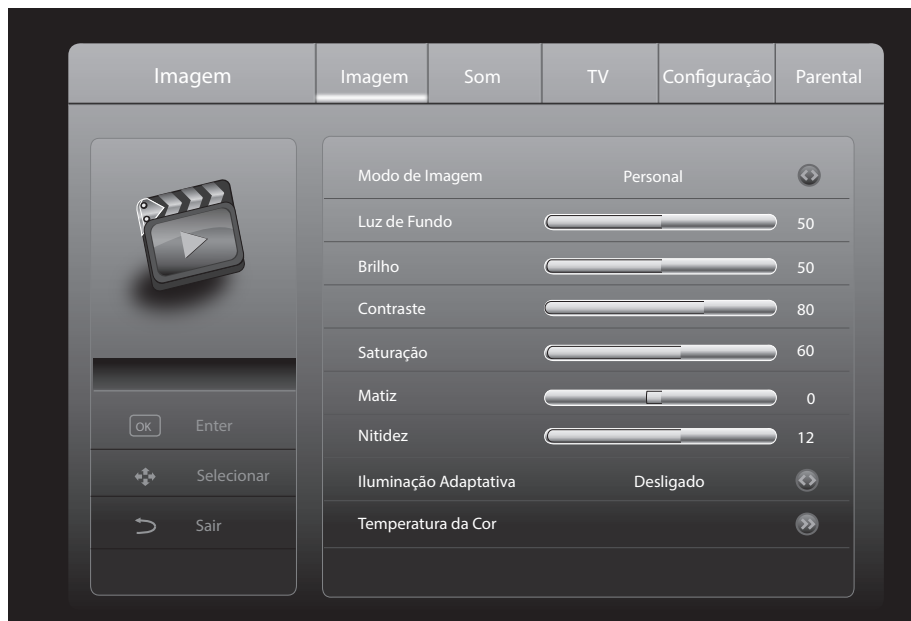 Imagem
Imagem Som TV Configuração Parental
Modo de Imagem Personal
Luz de Fundo 50
Brilho 50
Contraste 80
Saturação 60
Matiz 0
Nitidez 12
Iluminação Adaptativa Desligado
Temperatura da Cor
OK Enter
Selecionar
Sair